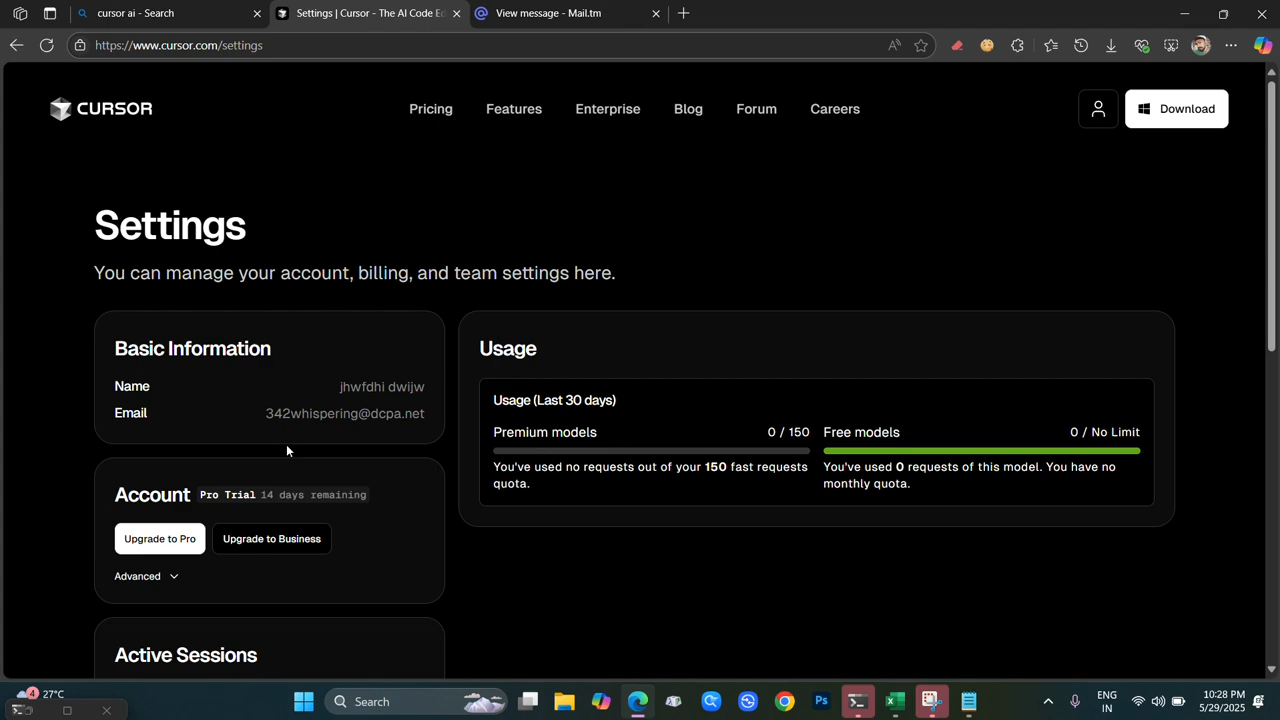 cursor ai - Search
Settings | Cursor - The AI Code Ed
View message - Mail.tm
https://www.cursor.com/settings
CURSOR
Pricing
Features
Enterprise
Blog
Forum
Careers
Download
Settings
You can manage your account, billing, and team settings here.
Basic Information
Name
jhwfdhi dwijw
Email
342whispering@dcpa.net
Account
Pro Trial 14 days remaining
Upgrade to Pro
Upgrade to Business
Advanced
Active Sessions
Usage
Usage (Last 30 days)
Premium models
0 / 150
You've used no requests out of your 150 fast requests
quota.
Free models
0 / No Limit
You've used 0 requests of this model. You have no
monthly quota.
4
27°C
Search
Ps
ENG
IN
10:28 PM
5/29/2025